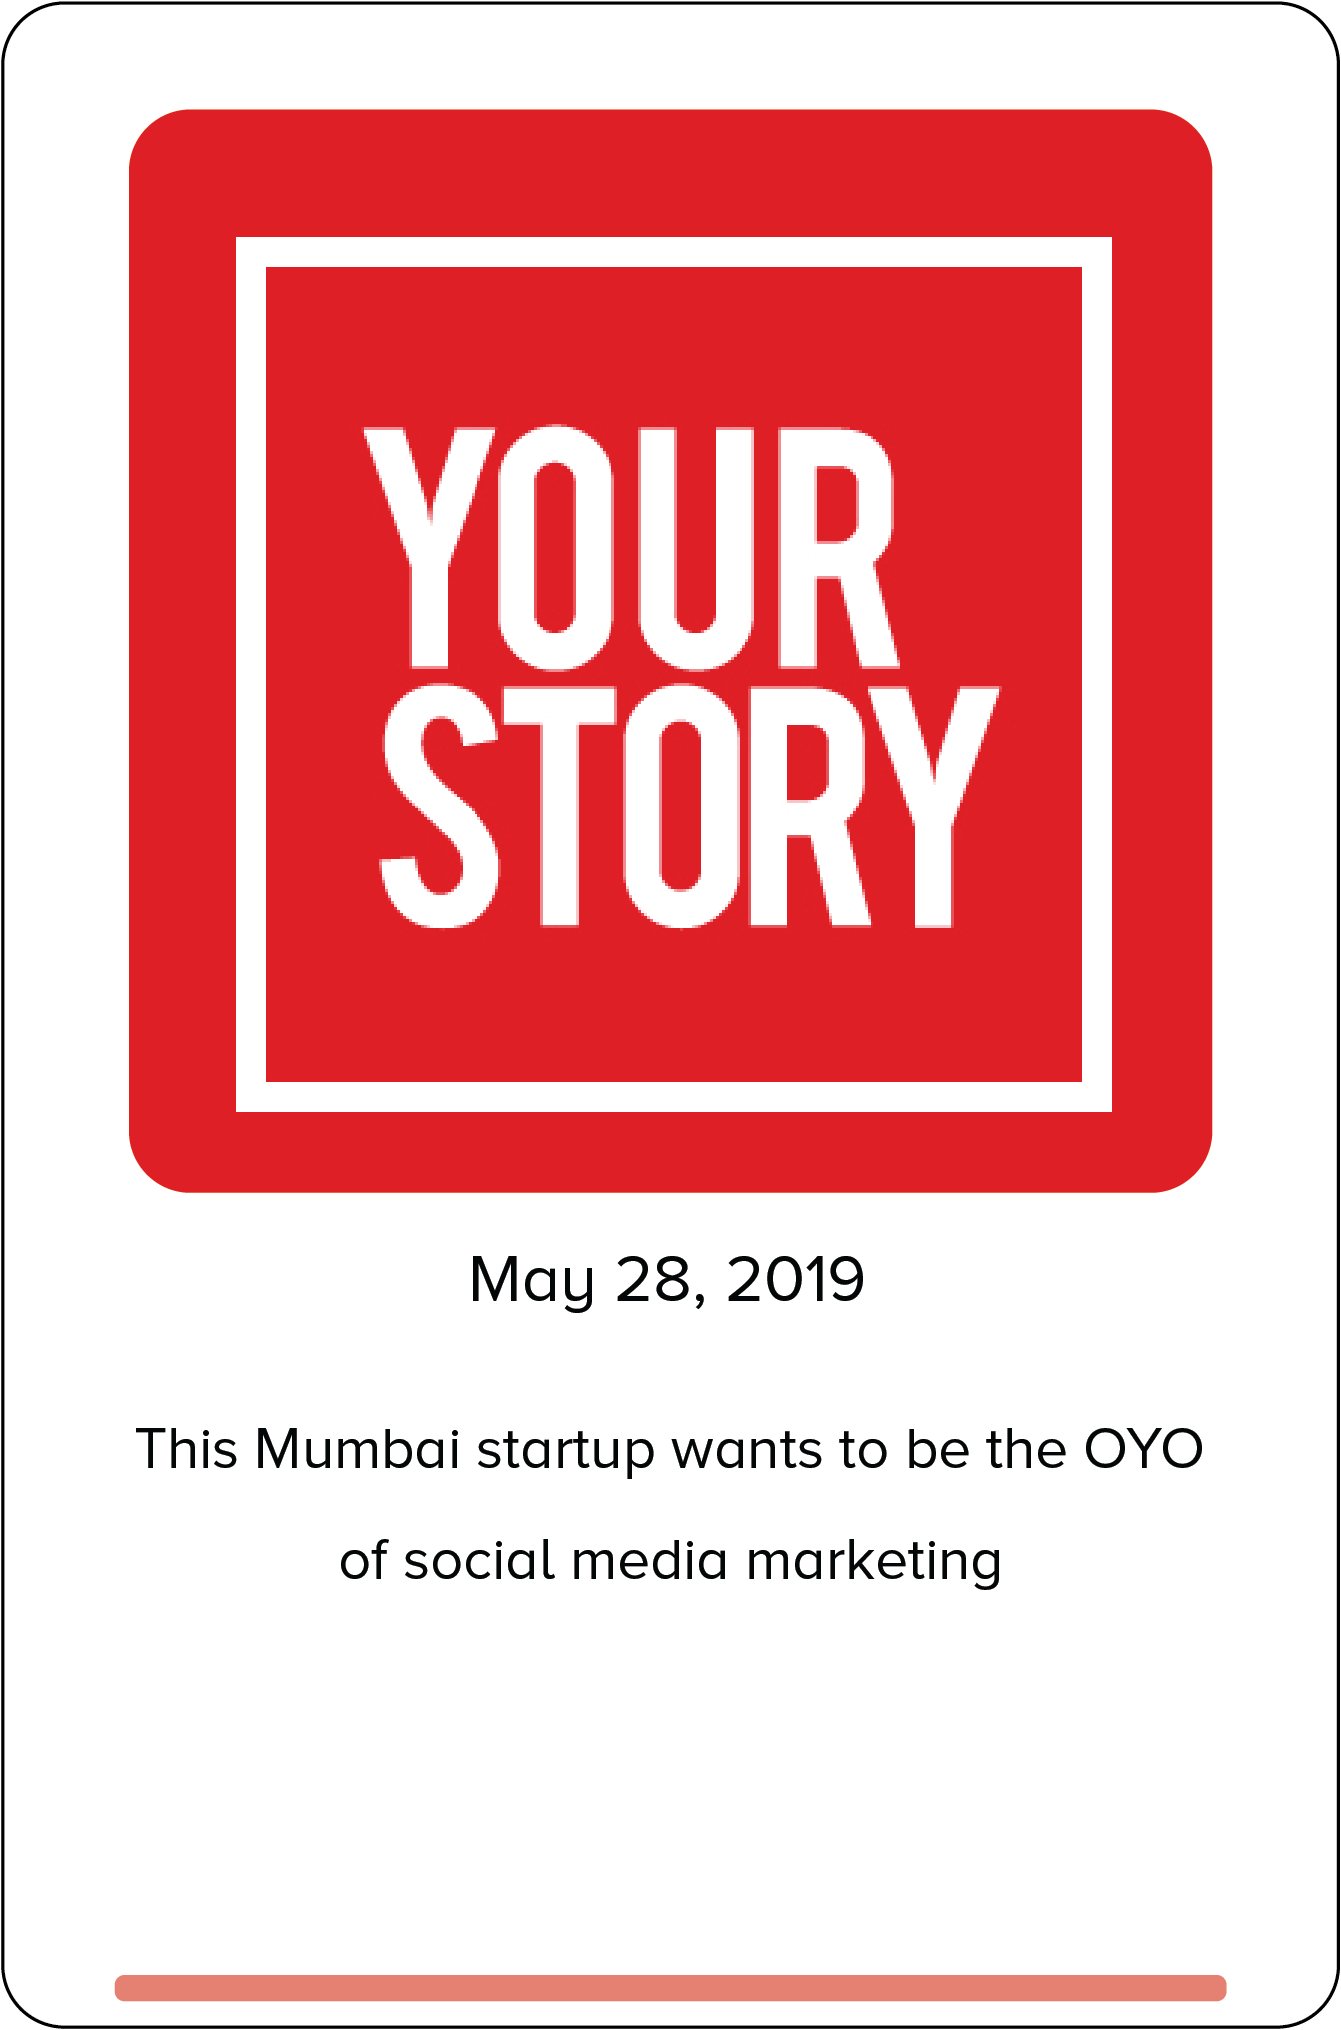 YOUR
STORY
May 28, 2019
This Mumbai startup wants to be the OYO
of social media marketing